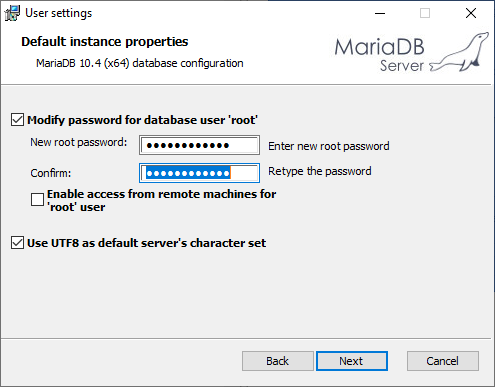 User settings
Default instance properties
MariaDB 10.4 (x64) database configuration
MariaDB
Server
Modify password for database user 'root'
New root password: ●●●●●●●●●●●● Enter new root password
Confirm: ●●●●●●●●●●●● Retype the password
Enable access from remote machines for
'root' user
Use UTF8 as default server's character set
Back Next Cancel